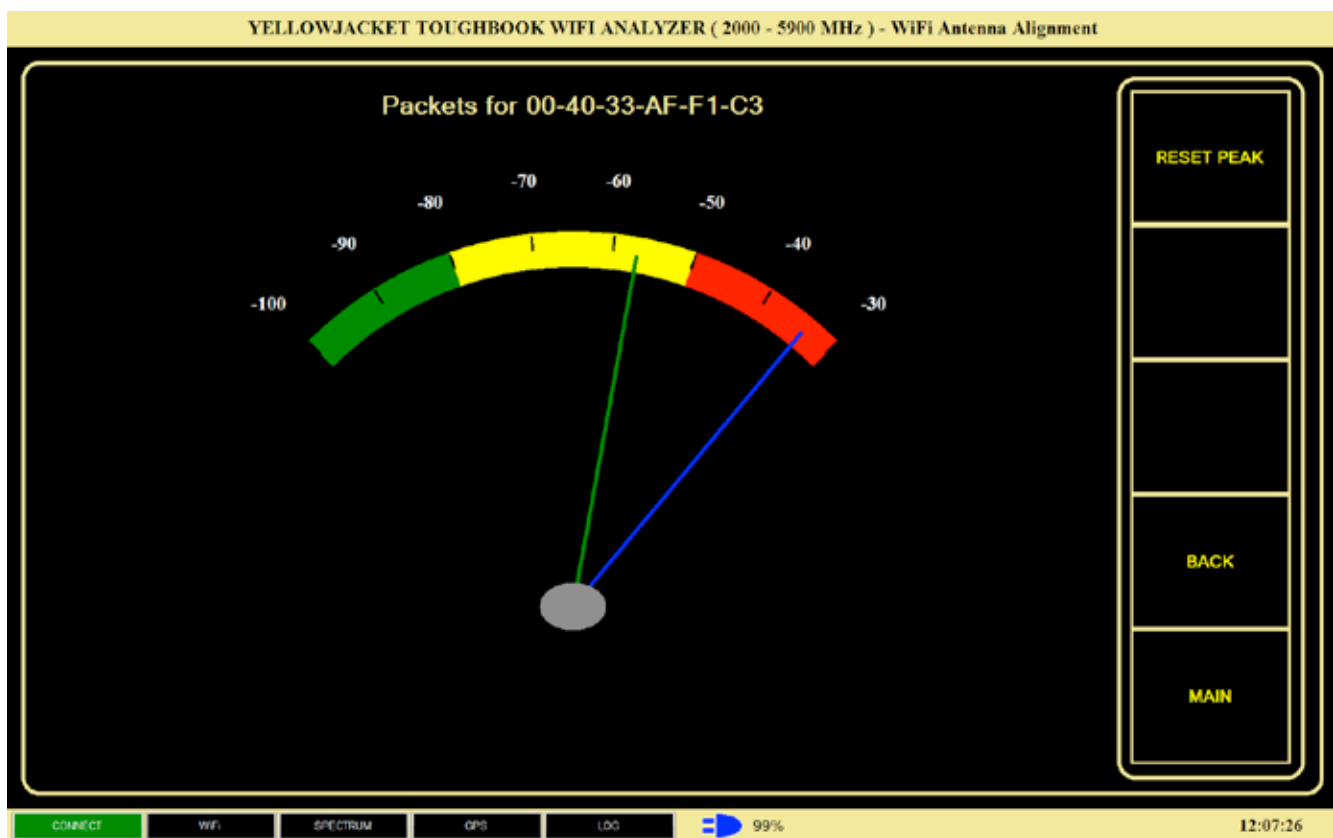 YELLOWJACKET TOUGHBOOK WIFI ANALYZER ( 2000 - 5900 MHz ) - WiFi Antenna Alignment
Packets for 00-40-33-AF-F1-C3
-100
-90
-80
-70
-60
-50
-40
-30
RESET PEAK
BACK
MAIN
CONNECT WiFi SPECTRUM GPS LOG 99% 12:07:26